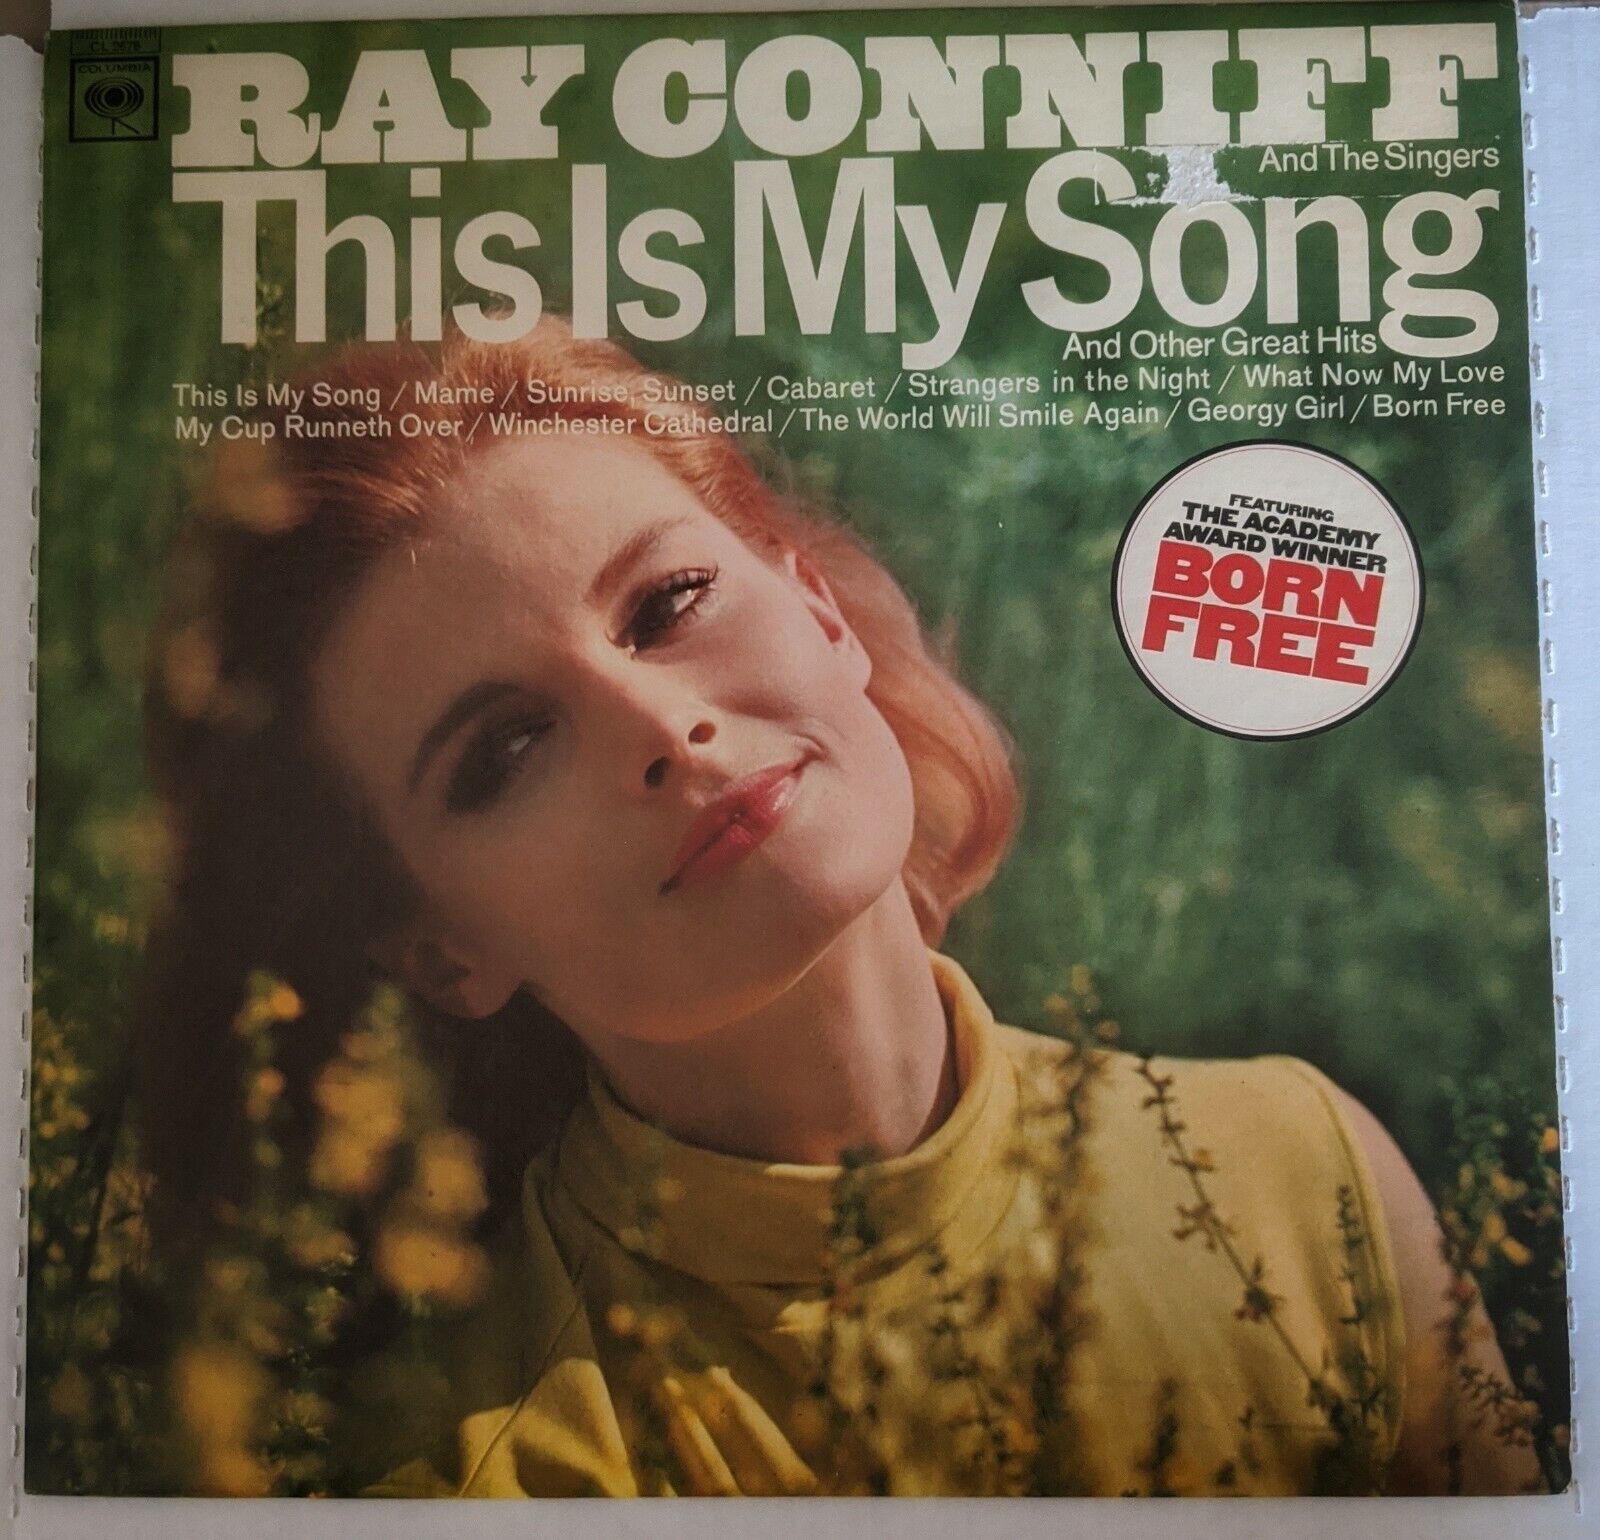 CL 2676
COLUMBIA
RAY CONNIFF
And The Singers
This Is My Song
And Other Great Hits
This Is My Song / Mame / Sunrise, Sunset / Cabaret / Strangers in the Night / What Now My Love
My Cup Runneth Over / Winchester Cathedral / The World Will Smile Again / Georgy Girl / Born Free
FEATURING
THE ACADEMY
AWARD WINNER
BORN
FREE